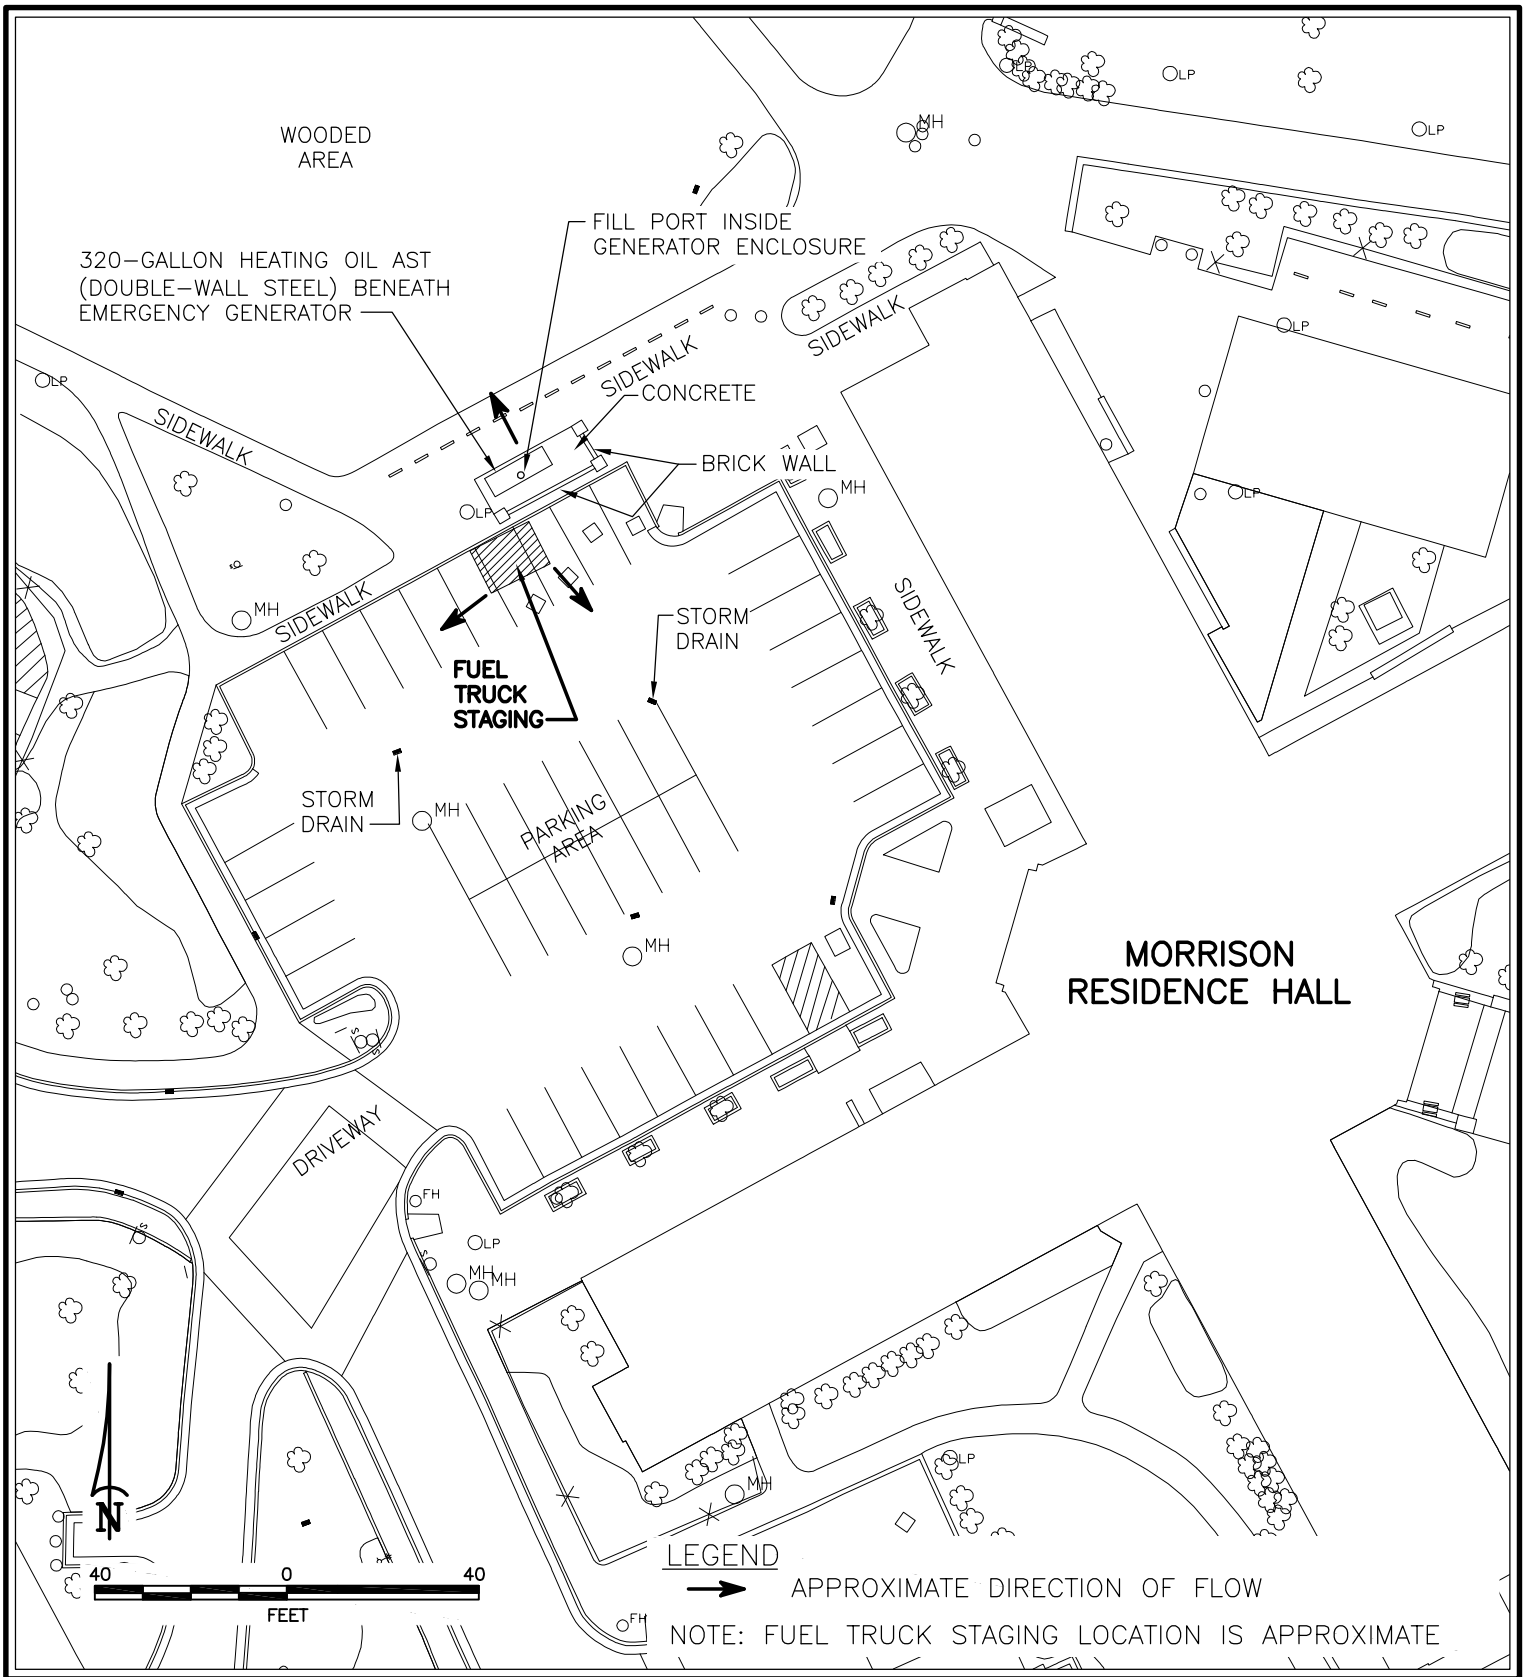 WOODED
AREA
LP
LP
MH
LP
FILL PORT INSIDE
GENERATOR ENCLOSURE
320-GALLON HEATING OIL AST
(DOUBLE-WALL STEEL) BENEATH
EMERGENCY GENERATOR
SIDEWALK
LP
SIDEWALK
LP
CONCRETE
SIDEWALK
BRICK WALL
MH
LP
LP
MH
SIDEWALK
SIDEWALK
STORM
DRAIN
FUEL
TRUCK
STAGING
STORM
DRAIN
MH
PARKING
AREA
MH
MORRISON
RESIDENCE HALL
S
S
DRIVEWAY
FH
S
LP
S
MH
MH
LP
MH
N
40 0 40
FEET
LEGEND
APPROXIMATE DIRECTION OF FLOW
FH
NOTE: FUEL TRUCK STAGING LOCATION IS APPROXIMATE